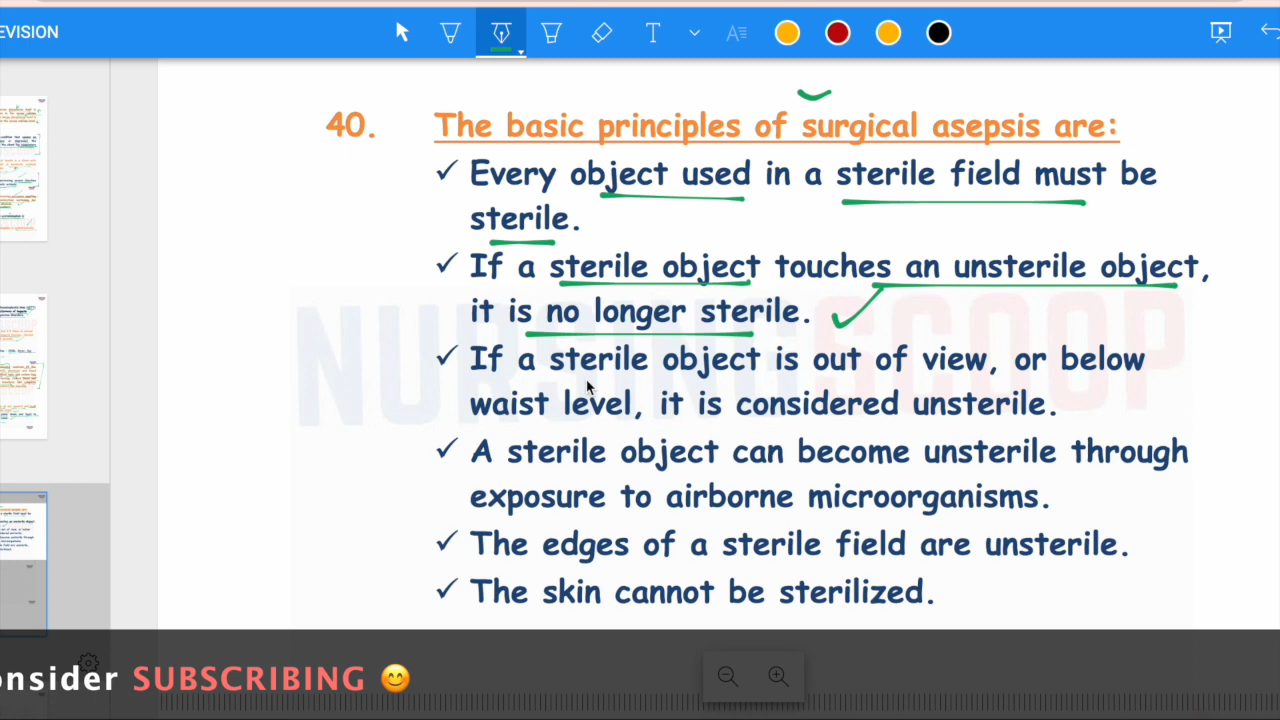 EVISION
40. The basic principles of surgical asepsis are:
✓ Every object used in a sterile field must be
sterile.
✓ If a sterile object touches an unsterile object,
it is no longer sterile.
✓ If a sterile object is out of view, or below
waist level, it is considered unsterile.
✓ A sterile object can become unsterile through
exposure to airborne microorganisms.
✓ The edges of a sterile field are unsterile.
✓ The skin cannot be sterilized.
NURSING SCOOP
onsider SUBSCRIBING 😊